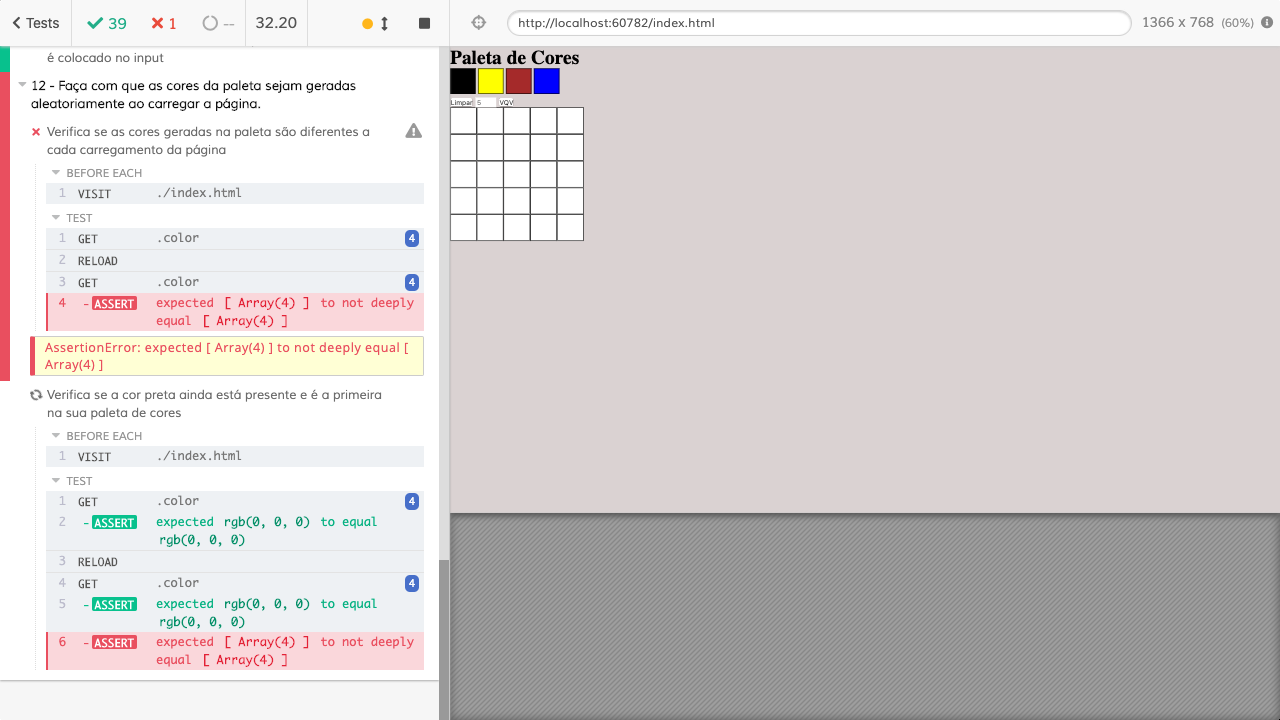 Tests
39
1
--
32.20
http://localhost:60782/index.html
1366 x 768 (60%)
é colocado no input
12 - Faça com que as cores da paleta sejam geradas
aleatoriamente ao carregar a página.
Verifica se as cores geradas na paleta são diferentes a
cada carregamento da página
BEFORE EACH
1 VISIT ./index.html
TEST
1 GET .color 4
2 RELOAD
3 GET .color 4
4 -ASSERT expected [ Array(4) ] to not deeply
equal [ Array(4) ]
AssertionError: expected [ Array(4) ] to not deeply equal [
Array(4) ]
Verifica se a cor preta ainda está presente e é a primeira
na sua paleta de cores
BEFORE EACH
1 VISIT ./index.html
TEST
1 GET .color 4
2 -ASSERT expected rgb(0, 0, 0) to equal
rgb(0, 0, 0)
3 RELOAD
4 GET .color 4
5 -ASSERT expected rgb(0, 0, 0) to equal
rgb(0, 0, 0)
6 -ASSERT expected [ Array(4) ] to not deeply
equal [ Array(4) ]
Paleta de Cores
Limpar 5 VQV